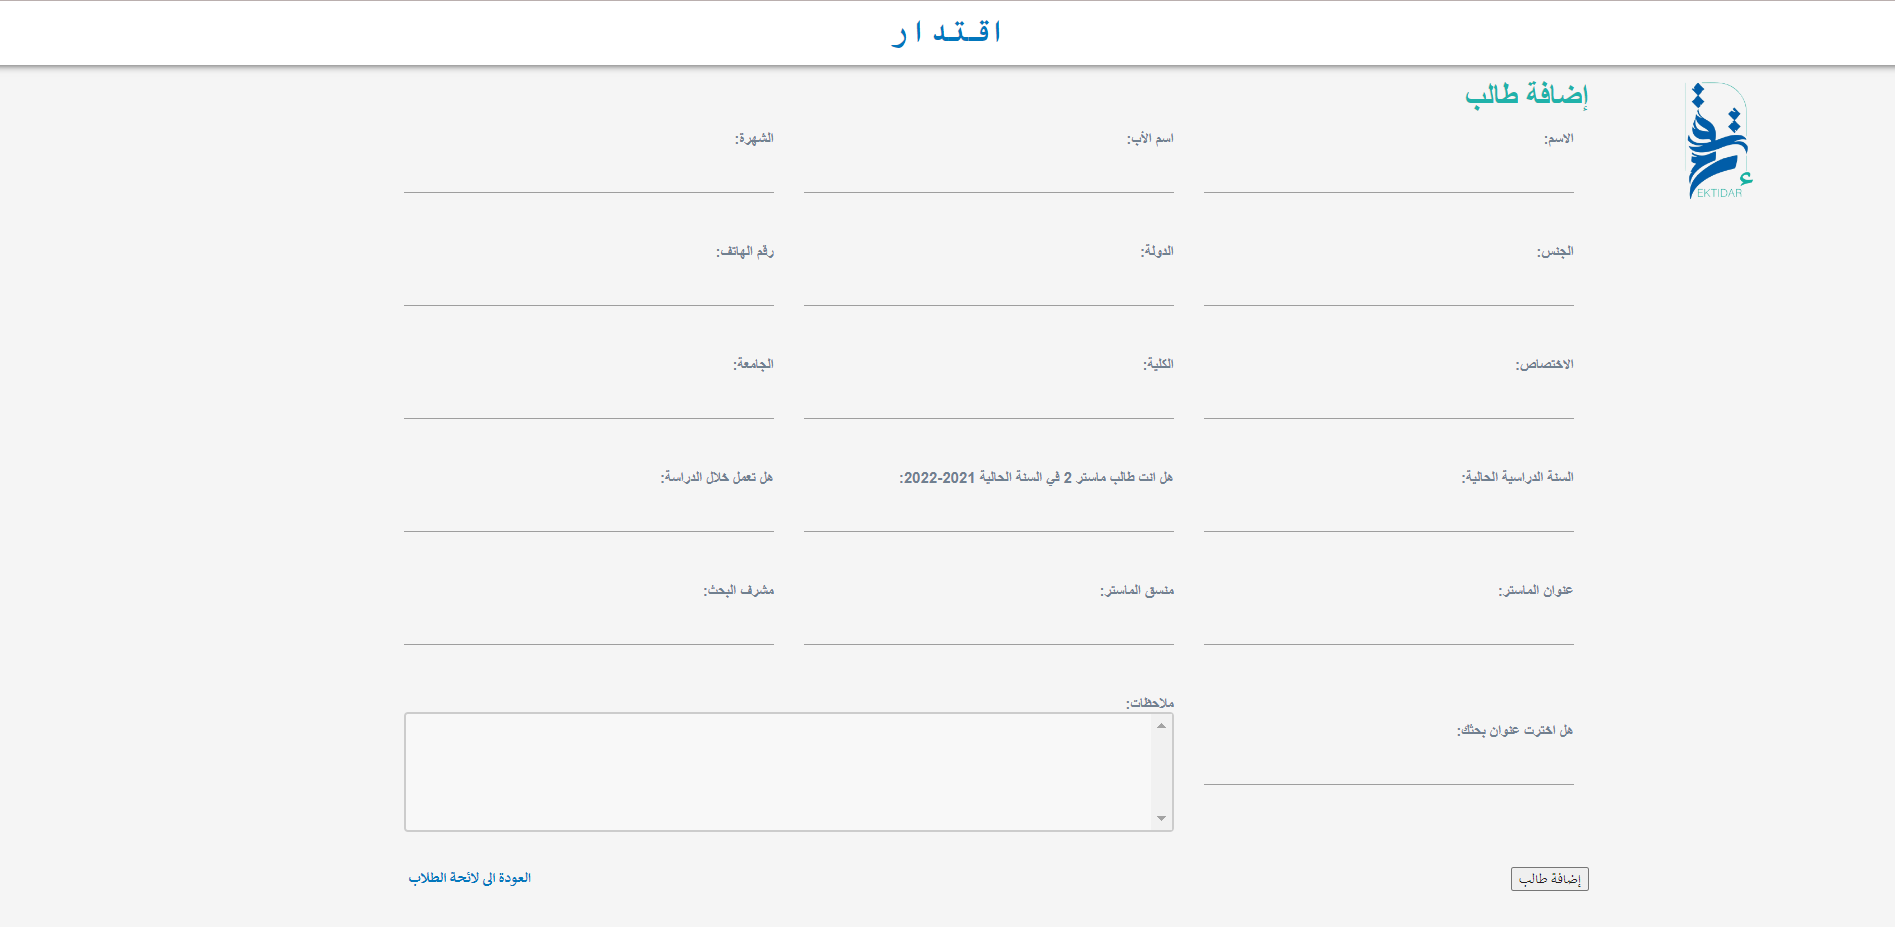 اقـتـدار
إضافة طالب
EKTIDAR
الاسم:
اسم الأب:
الشهرة:
الجنس:
الدولة:
رقم الهاتف:
الاختصاص:
الكلية:
الجامعة:
السنة الدراسية الحالية:
هل انت طالب ماستر 2 في السنة الحالية 2021-2022:
هل تعمل خلال الدراسة:
عنوان الماستر:
منسق الماستر:
مشرف البحث:
هل اخترت عنوان بحثك:
ملاحظات:
إضافة طالب
العودة الى لائحة الطلاب